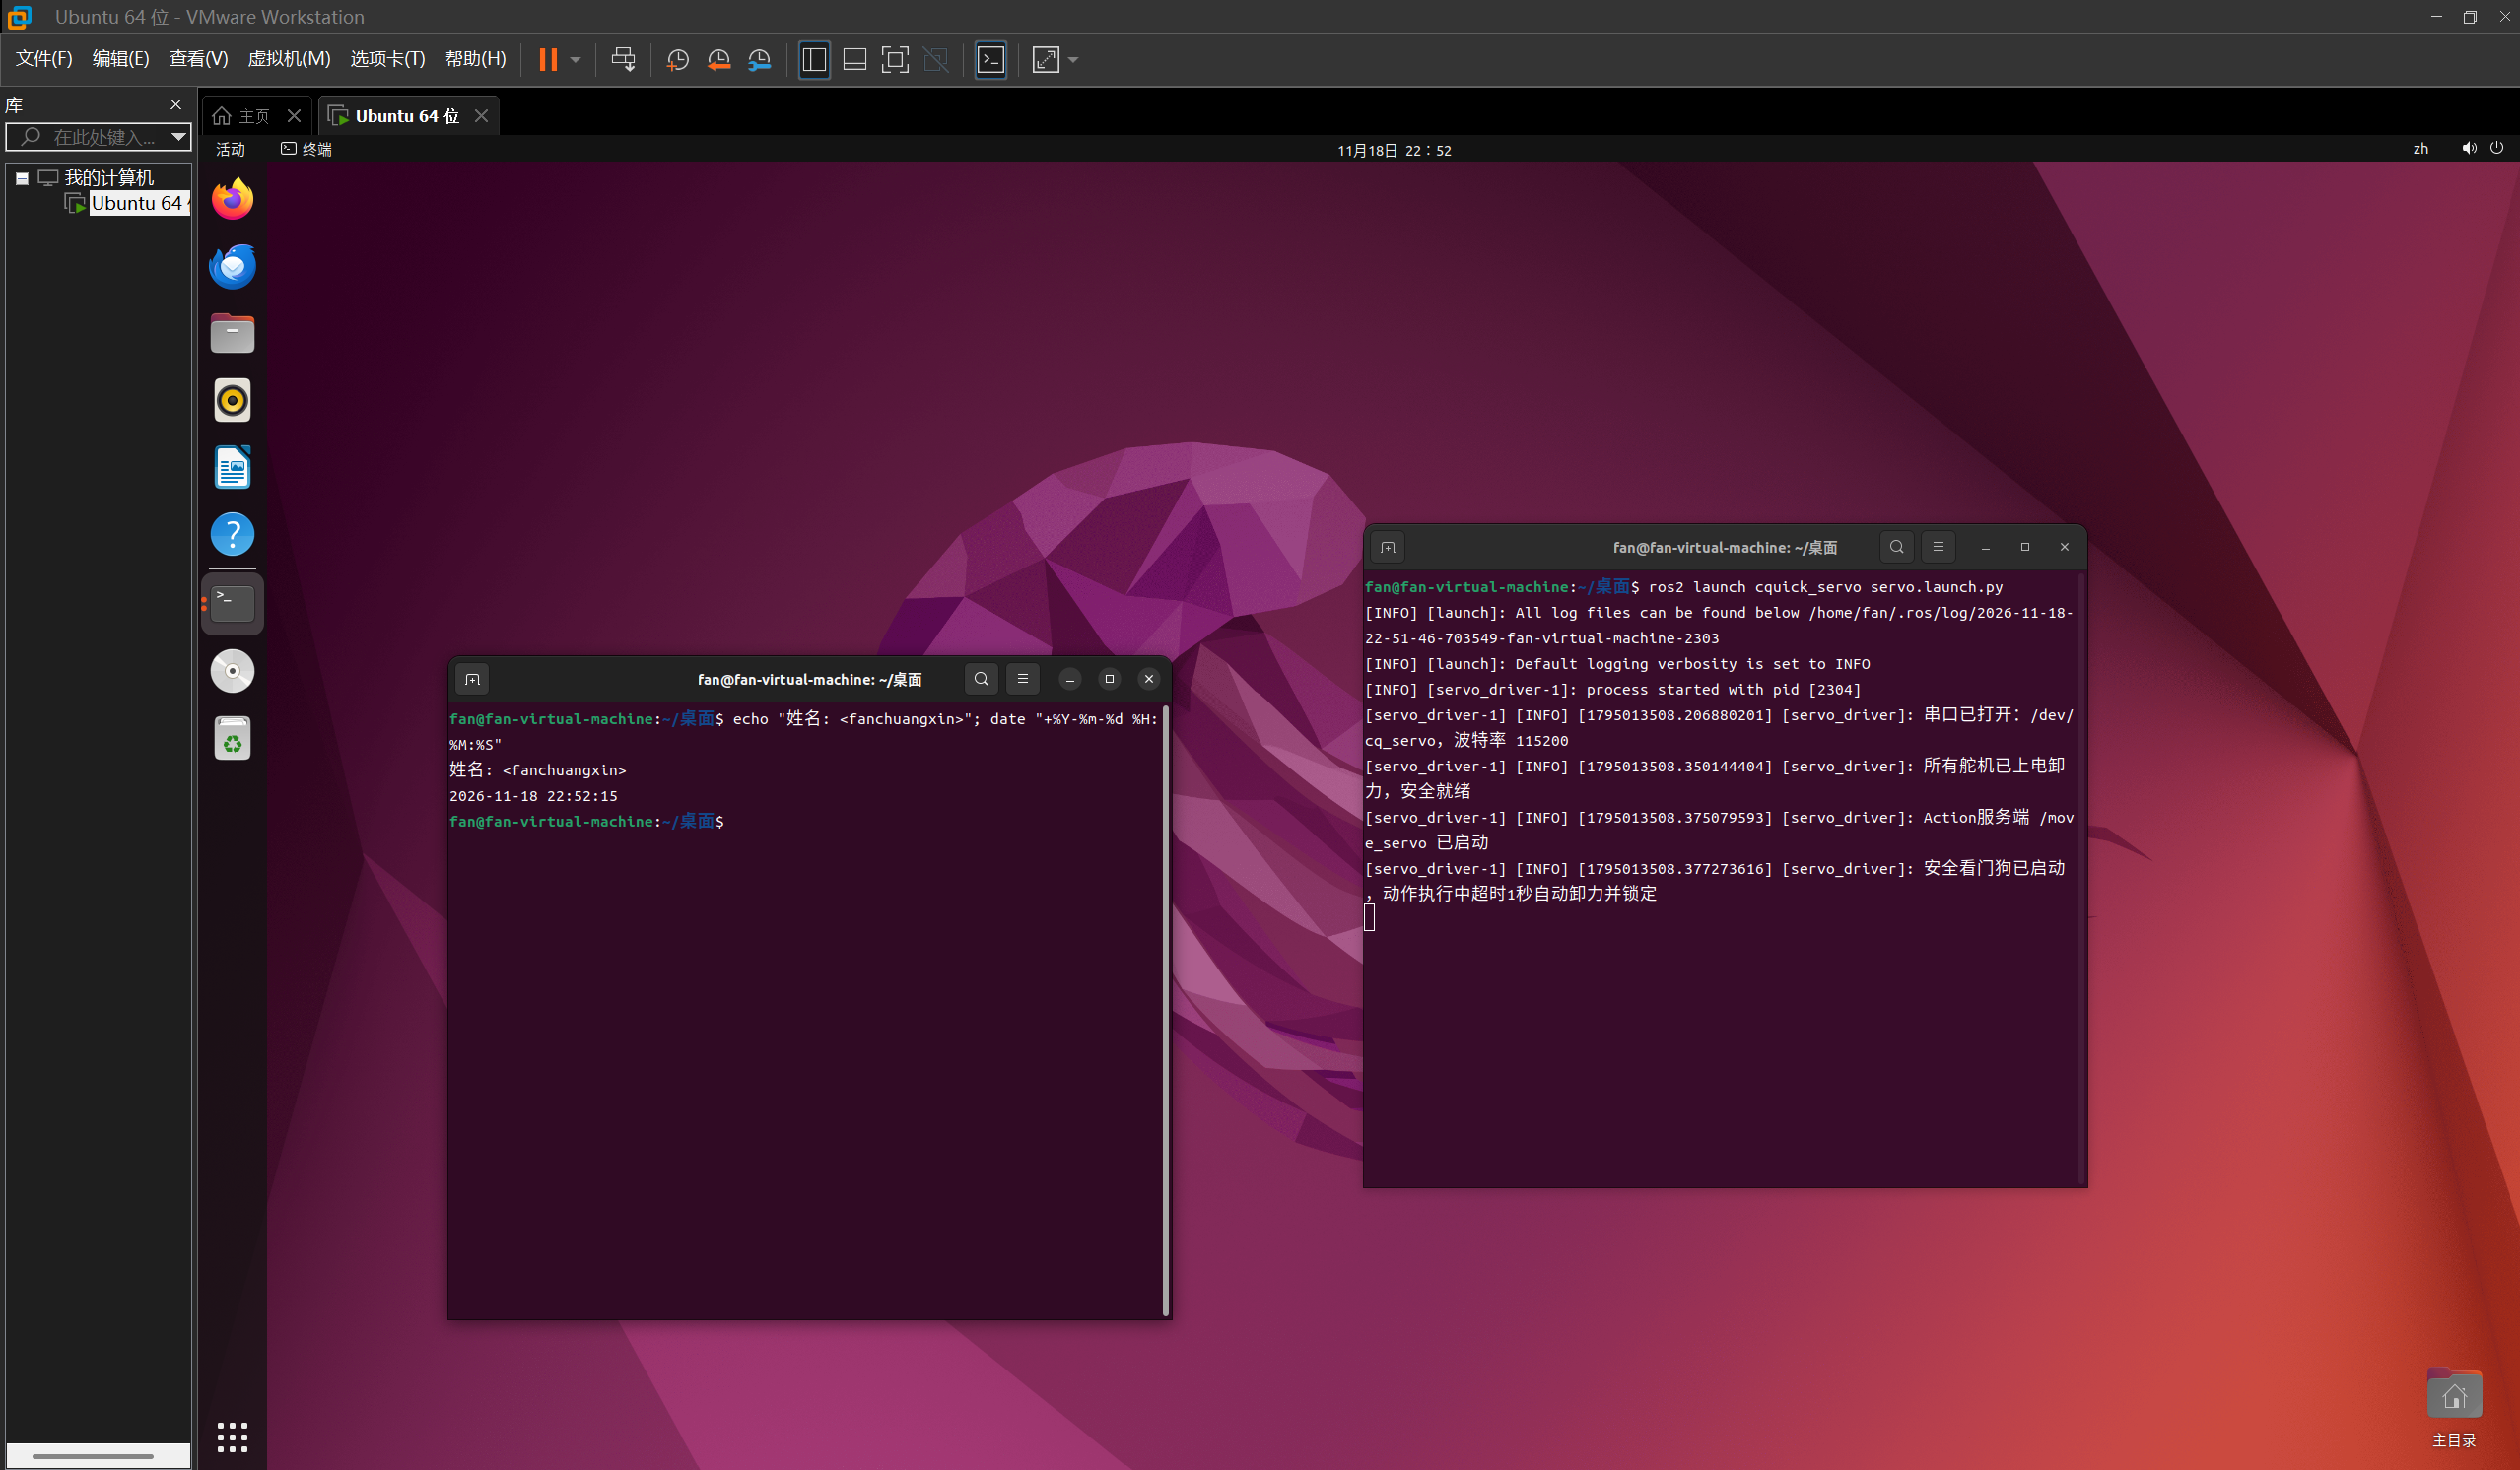 Ubuntu 64 位 - VMware Workstation
文件(F) 编辑(E) 查看(V) 虚拟机(M) 选项卡(T) 帮助(H)
库
在此处键入...
我的计算机
Ubuntu 64
主页
Ubuntu 64 位
活动 终端
11月18日 22：52
zh
fan@fan-virtual-machine: ~/桌面
fan@fan-virtual-machine:~/桌面$ echo "姓名: <fanchuangxin>"; date "+%Y-%m-%d %H:
%M:%S"
姓名: <fanchuangxin>
2026-11-18 22:52:15
fan@fan-virtual-machine:~/桌面$
fan@fan-virtual-machine: ~/桌面
fan@fan-virtual-machine:~/桌面$ ros2 launch cquick_servo servo.launch.py
[INFO] [launch]: All log files can be found below /home/fan/.ros/log/2026-11-18-
22-51-46-703549-fan-virtual-machine-2303
[INFO] [launch]: Default logging verbosity is set to INFO
[INFO] [servo_driver-1]: process started with pid [2304]
[servo_driver-1] [INFO] [1795013508.206880201] [servo_driver]: 串口已打开：/dev/
cq_servo，波特率 115200
[servo_driver-1] [INFO] [1795013508.350144404] [servo_driver]: 所有舵机已上电卸
力，安全就绪
[servo_driver-1] [INFO] [1795013508.375079593] [servo_driver]: Action服务端 /mov
e_servo 已启动
[servo_driver-1] [INFO] [1795013508.377273616] [servo_driver]: 安全看门狗已启动
，动作执行中超时1秒自动卸力并锁定
主目录